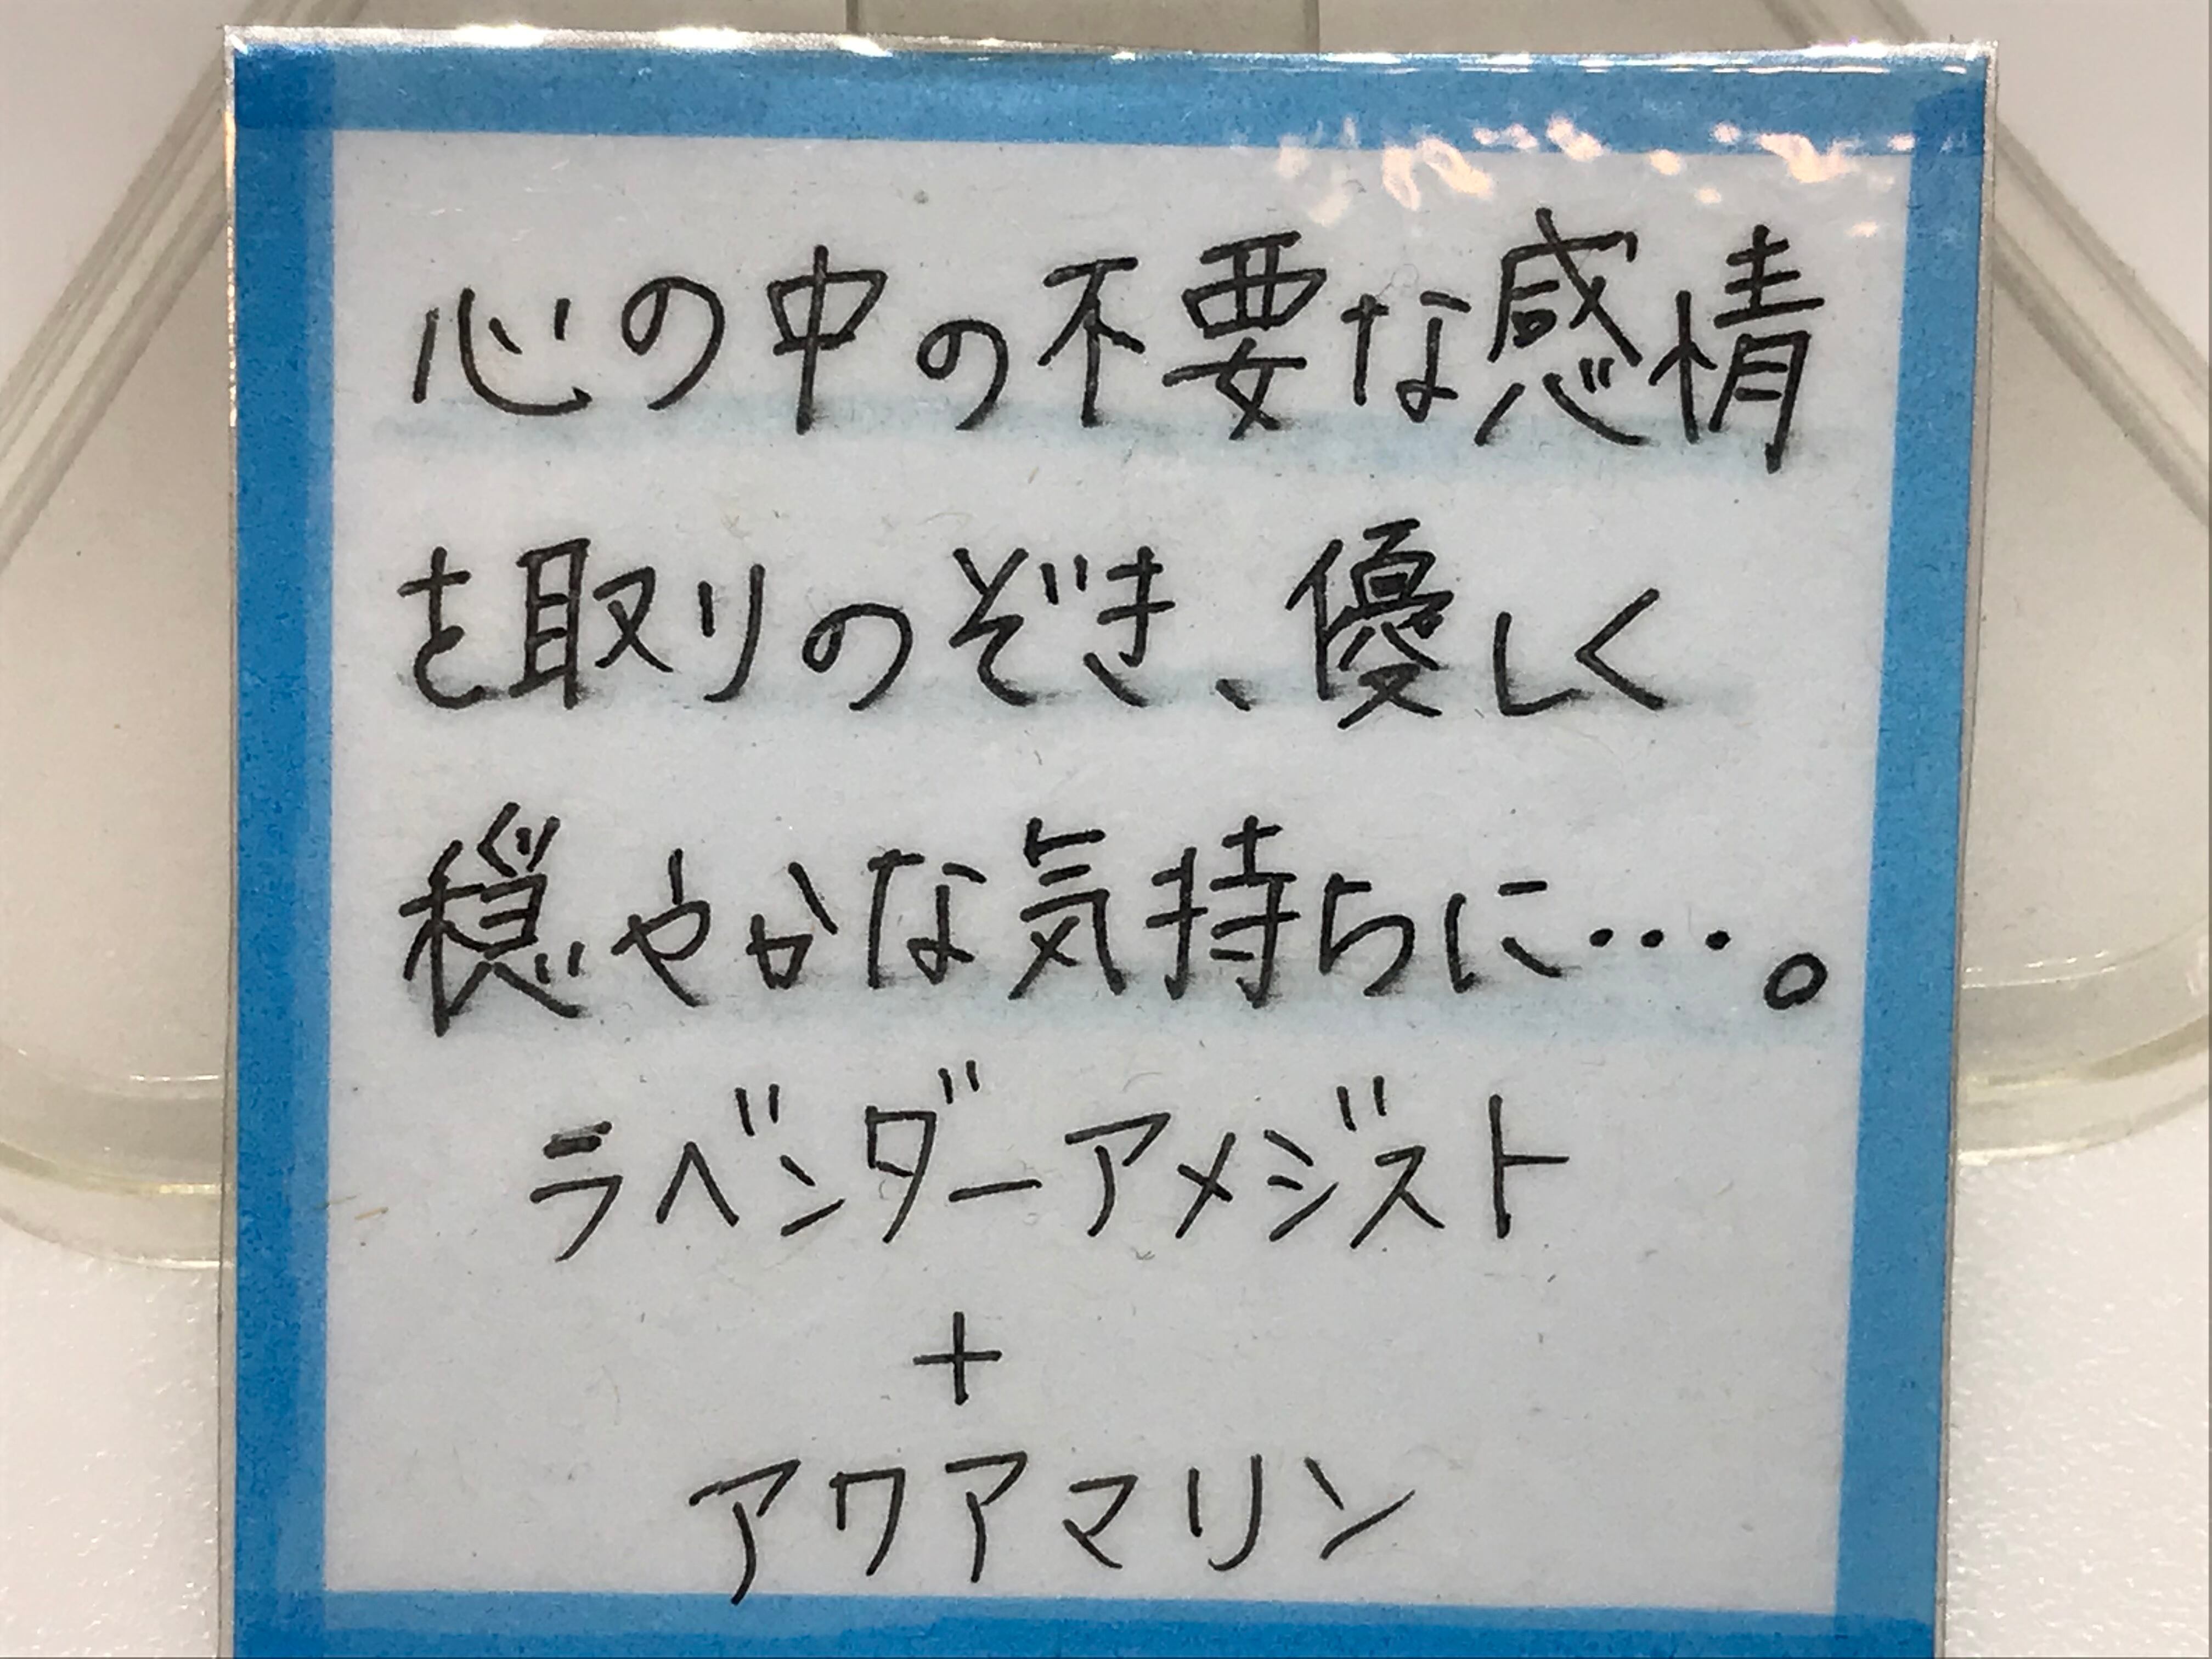 心の中の不要な感情
を取りのぞき、優しく
穏やかな気持ちに…。
ラベンダーアメジスト
+
アワアマリン